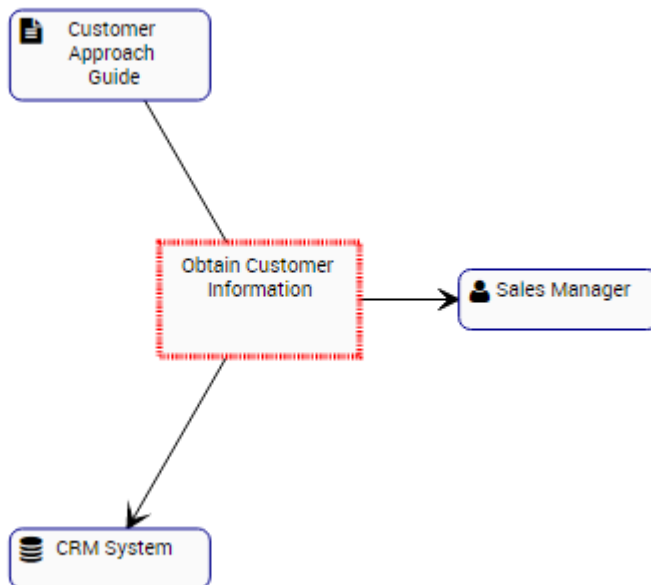 Customer
Approach
Guide
Obtain Customer
Information
Sales Manager
CRM System